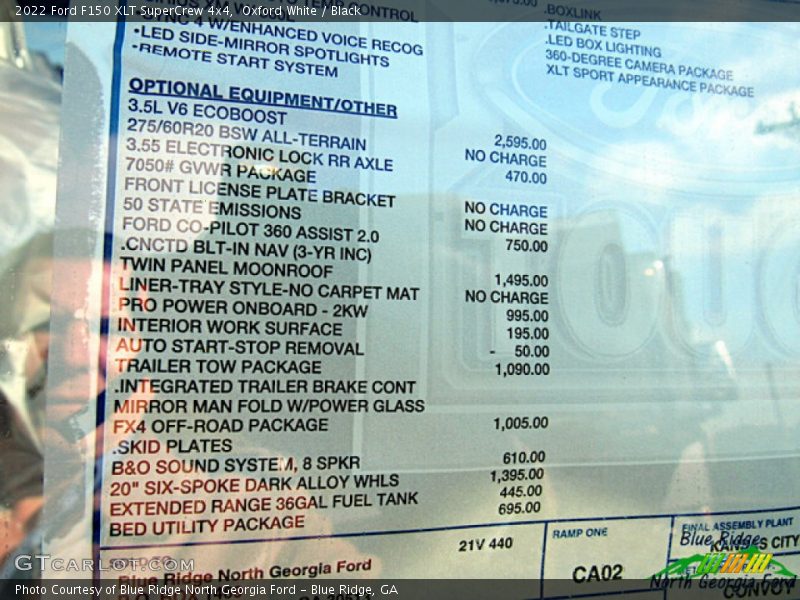 2022 Ford F150 XLT SuperCrew 4x4, Oxford White / Black
SYNC 4 W/ENHANCED VOICE RECOG
•LED SIDE-MIRROR SPOTLIGHTS
•REMOTE START SYSTEM
.BOXLINK
.TAILGATE STEP
.LED BOX LIGHTING
360-DEGREE CAMERA PACKAGE
XLT SPORT APPEARANCE PACKAGE
OPTIONAL EQUIPMENT/OTHER
3.5L V6 ECOBOOST 2,595.00
275/60R20 BSW ALL-TERRAIN NO CHARGE
3.55 ELECTRONIC LOCK RR AXLE 470.00
7050# GVWR PACKAGE
FRONT LICENSE PLATE BRACKET NO CHARGE
50 STATE EMISSIONS NO CHARGE
FORD CO-PILOT 360 ASSIST 2.0 750.00
.CNCTD BLT-IN NAV (3-YR INC)
TWIN PANEL MOONROOF 1,495.00
LINER-TRAY STYLE-NO CARPET MAT NO CHARGE
PRO POWER ONBOARD - 2KW 995.00
INTERIOR WORK SURFACE 195.00
AUTO START-STOP REMOVAL - 50.00
TRAILER TOW PACKAGE 1,090.00
.INTEGRATED TRAILER BRAKE CONT
MIRROR MAN FOLD W/POWER GLASS
FX4 OFF-ROAD PACKAGE 1,005.00
.SKID PLATES
B&O SOUND SYSTEM, 8 SPKR 610.00
20" SIX-SPOKE DARK ALLOY WHLS 1,395.00
EXTENDED RANGE 36GAL FUEL TANK 445.00
BED UTILITY PACKAGE 695.00
21V 440
RAMP ONE
CA02
FINAL ASSEMBLY PLANT
KANSAS CITY
CONVOY
Blue Ridge North Georgia Ford
Blue Ridge
North Georgia Ford
GTcarlot.com
Photo Courtesy of Blue Ridge North Georgia Ford – Blue Ridge, GA